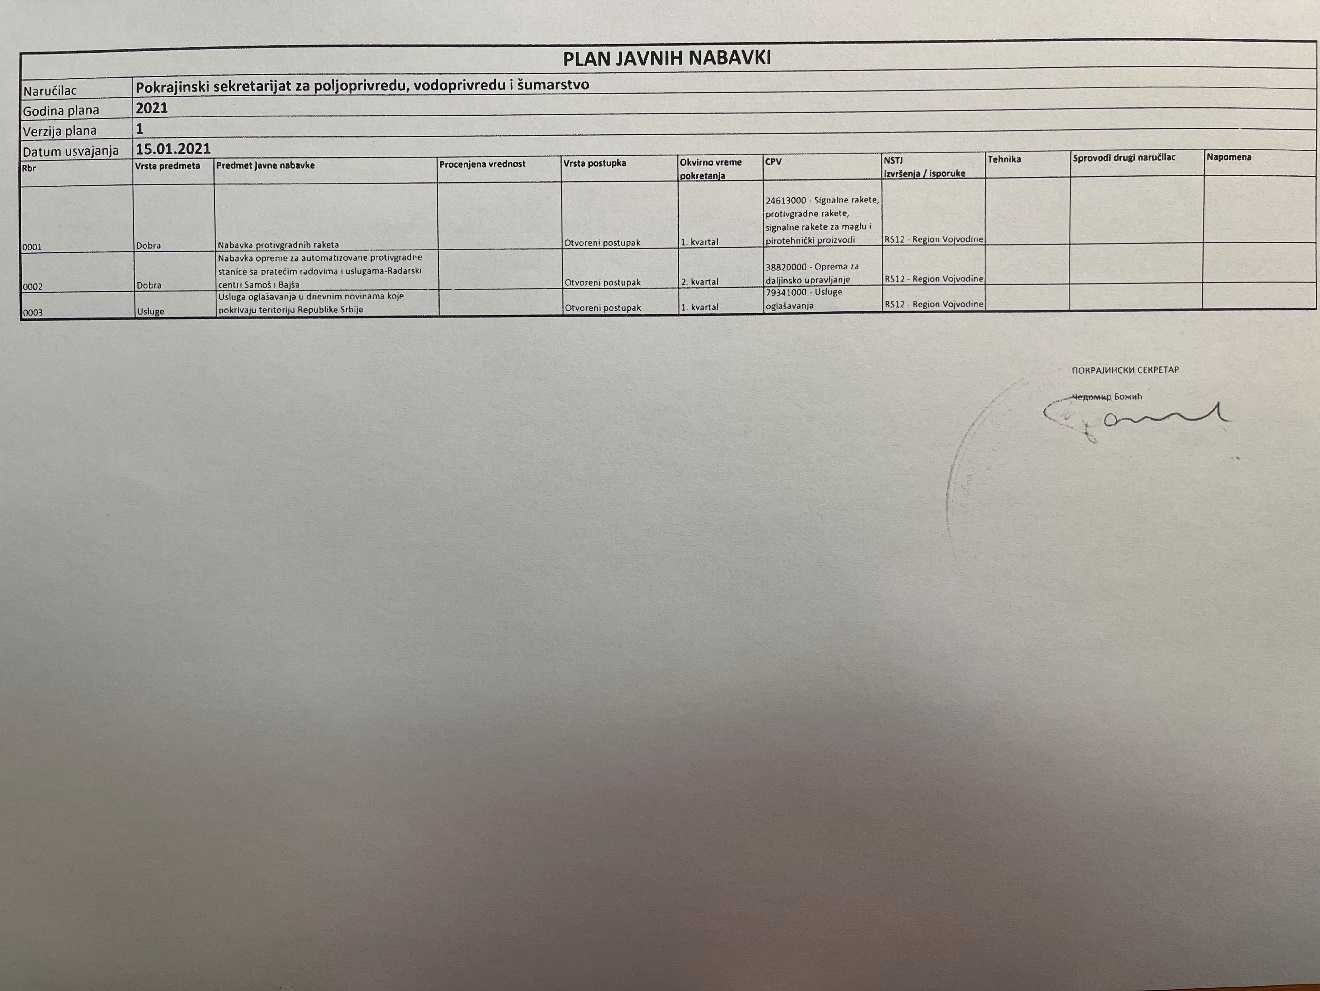 PLAN JAVNIH NABAVKI
Naručilac Pokrajinski sekretarijat za poljoprivredu, vodoprivredu i šumarstvo
Godina plana 2021
Verzija plana 1
Datum usvajanja 15.01.2021
Rbr Vrsta predmeta Predmet javne nabavke Procenjena vrednost Vrsta postupka Okvirno vreme pokretanja CPV NSTJ izvršenja / isporuke Tehnika Sprovodi drugi naručilac Napomena
0001 Dobra Nabavka protivgradnih raketa Otvoreni postupak 1. kvartal 24613000 - Signalne rakete, protivgradne rakete, signalne rakete za maglu i pirotehnički proizvodi RS12 - Region Vojvodine
0002 Dobra Nabavka opreme za automatizovane protivgradne stanice sa pratećim radovima i uslugama-Radarski centri Samoš i Bajša Otvoreni postupak 2. kvartal 38820000 - Oprema za daljinsko upravljanje RS12 - Region Vojvodine
0003 Usluge Usluga oglašavanja u dnevnim novinama koje pokrivaju teritoriju Republike Srbije Otvoreni postupak 1. kvartal 79341000 - Usluge oglašavanja RS12 - Region Vojvodine
ПОКРАЈИНСКИ СЕКРЕТАР
Чедомир Божић